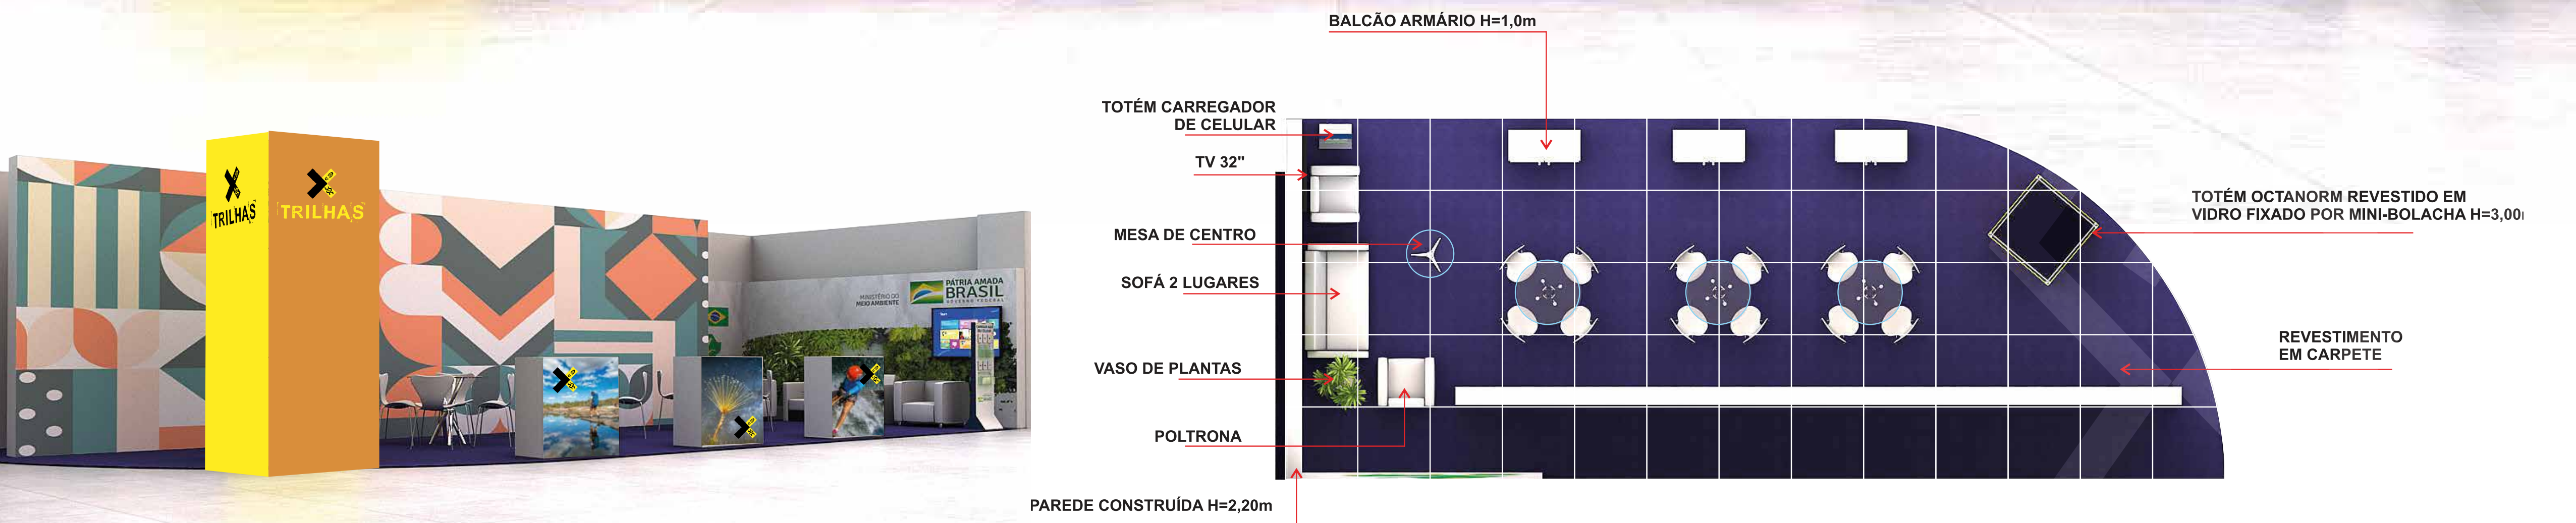 BALCÃO ARMÁRIO H=1,0m
TOTÉM CARREGADOR
DE CELULAR
TV 32"
MESA DE CENTRO
SOFÁ 2 LUGARES
VASO DE PLANTAS
POLTRONA
PAREDE CONSTRUÍDA H=2,20m
TOTÉM OCTANORM REVESTIDO EM
VIDRO FIXADO POR MINI-BOLACHA H=3,00
REVESTIMENTO
EM CARPETE
TRILHAS
TRILHAS
MINISTÉRIO DO
MEIO AMBIENTE
PÁTRIA AMADA
BRASIL
GOVERNO FEDERAL